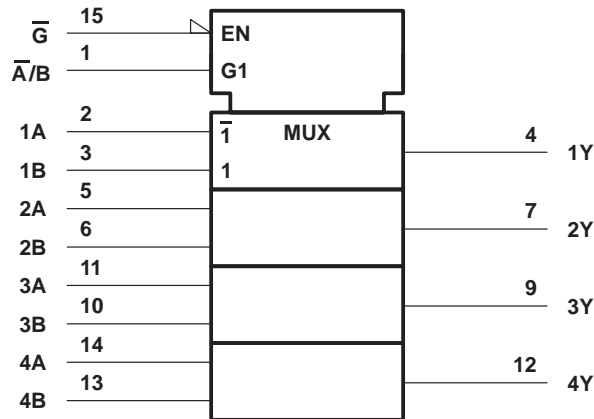 G̅ 15 EN
A̅/B 1 G1
MUX
1A 2 1̅
4 1Y
1B 3 1
2A 5
7 2Y
2B 6
3A 11
9 3Y
3B 10
4A 14
12 4Y
4B 13